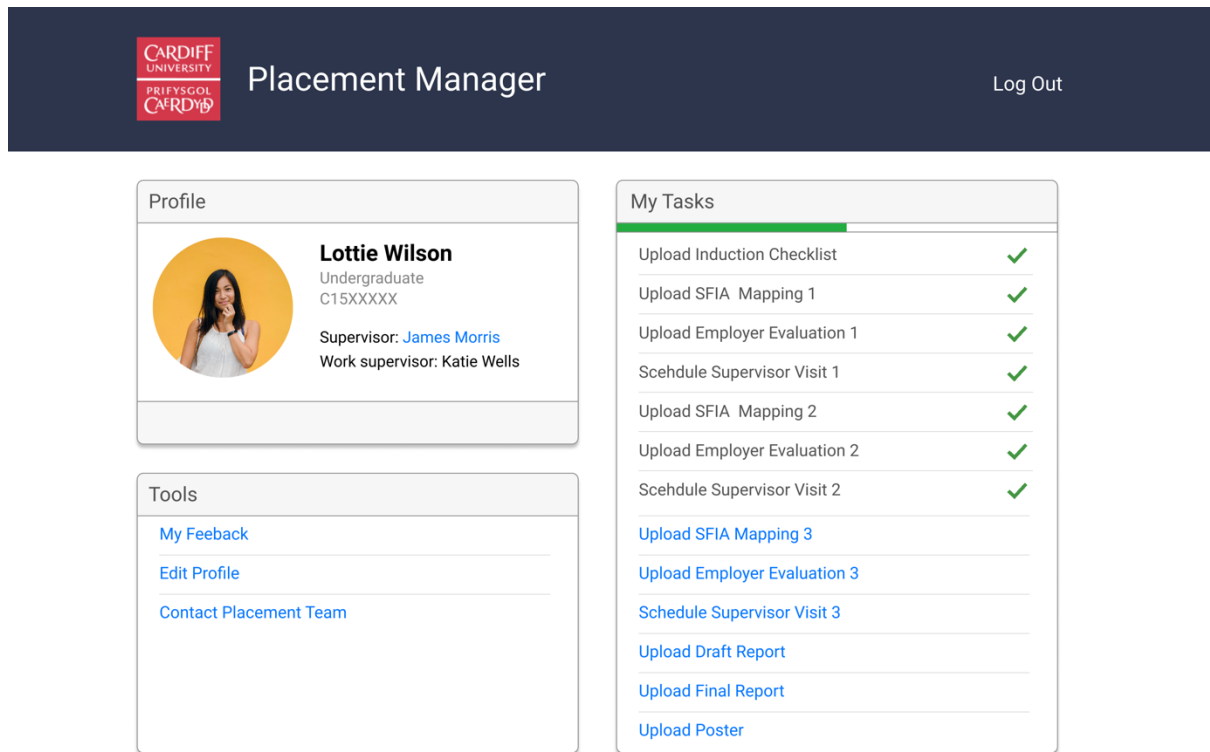 CARDIFF
UNIVERSITY
PRIFYSGOL
CAERDYDD
Placement Manager
Log Out
Profile
Lottie Wilson
Undergraduate
C15XXXXX
Supervisor: James Morris
Work supervisor: Katie Wells
Tools
My Feeback
Edit Profile
Contact Placement Team
My Tasks
Upload Induction Checklist
Upload SFIA Mapping 1
Upload Employer Evaluation 1
Scehdule Supervisor Visit 1
Upload SFIA Mapping 2
Upload Employer Evaluation 2
Scehdule Supervisor Visit 2
Upload SFIA Mapping 3
Upload Employer Evaluation 3
Schedule Supervisor Visit 3
Upload Draft Report
Upload Final Report
Upload Poster